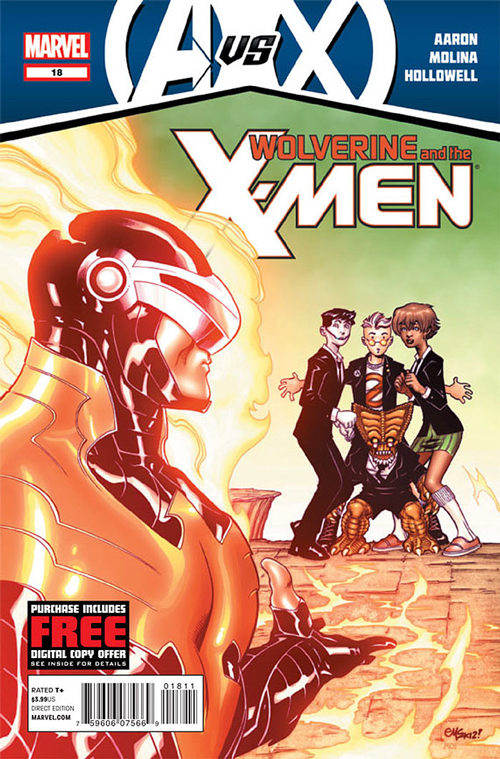 AVSX
MARVEL
18
AARON
MOLINA
HOLLOWELL
WOLVERINE and the
X-MEN
PURCHASE INCLUDES
FREE
DIGITAL COPY OFFER
SEE INSIDE FOR DETAILS
RATED T+
$3.99US
DIRECT EDITION
MARVEL.COM
01811
7 59606 07566 9